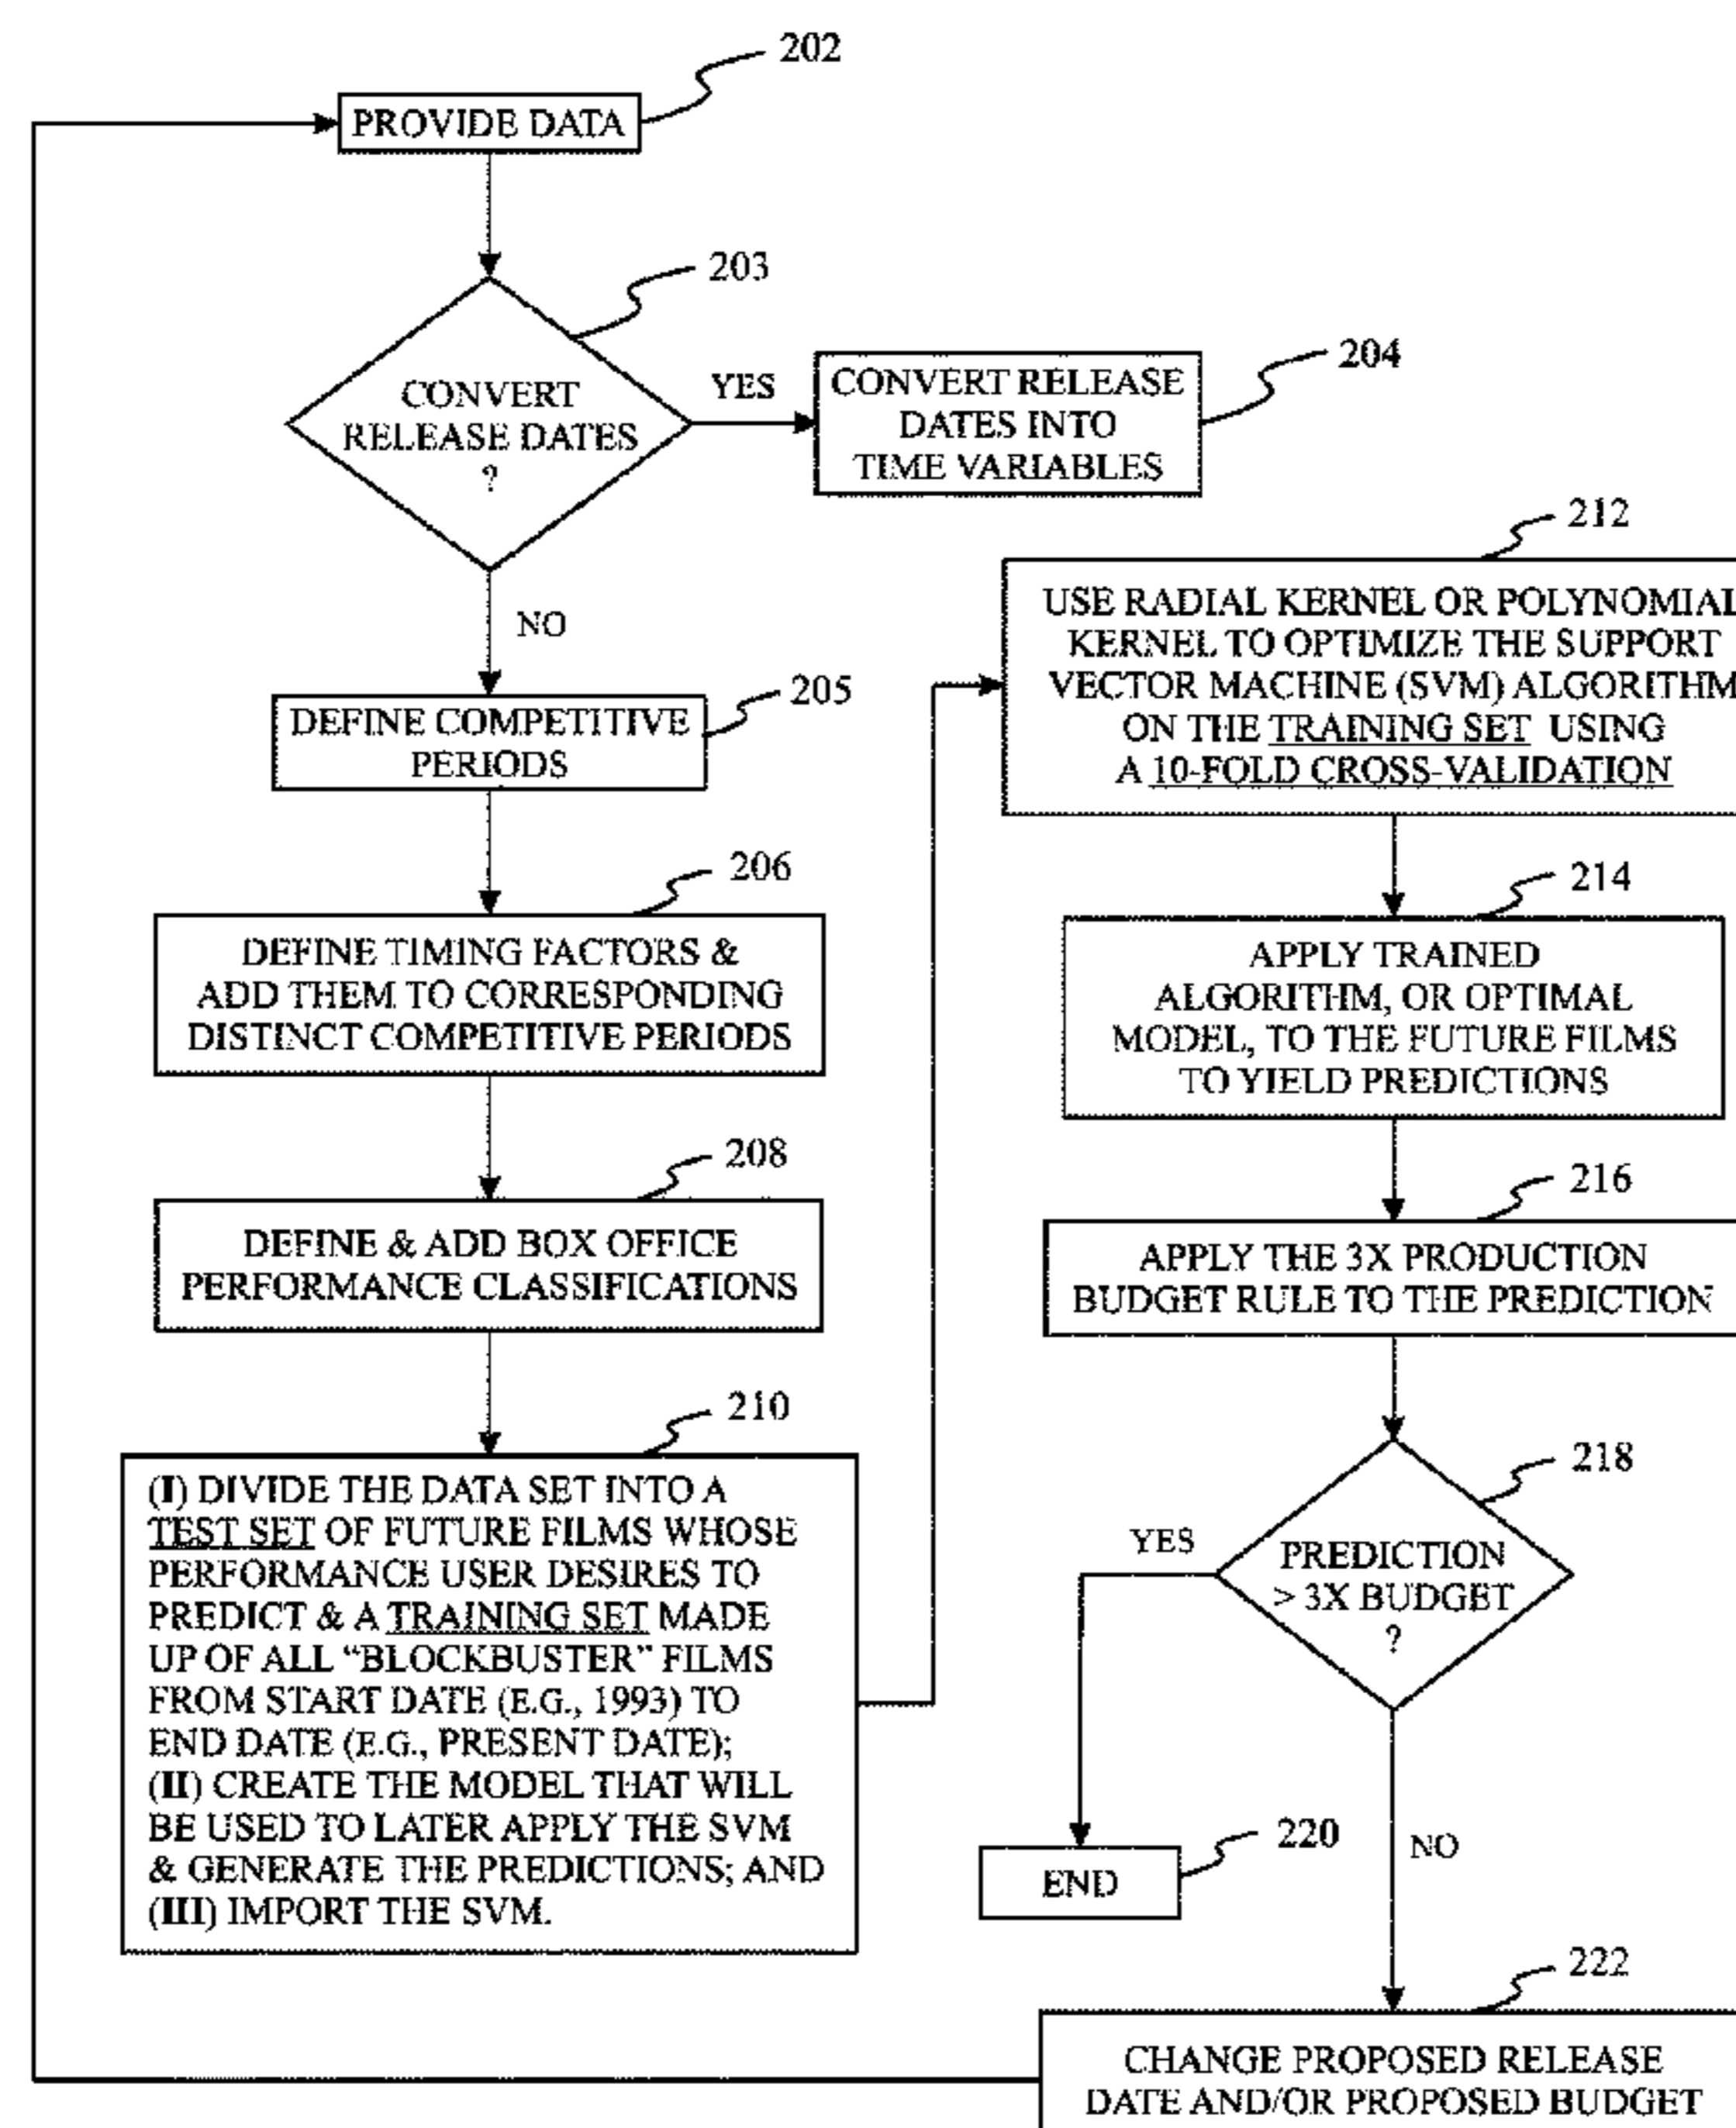 202
PROVIDE DATA
203
CONVERT
RELEASE DATES
?
YES
204
CONVERT RELEASE
DATES INTO
TIME VARIABLES
NO
205
DEFINE COMPETITIVE
PERIODS
206
DEFINE TIMING FACTORS &
ADD THEM TO CORRESPONDING
DISTINCT COMPETITIVE PERIODS
208
DEFINE & ADD BOX OFFICE
PERFORMANCE CLASSIFICATIONS
210
(I) DIVIDE THE DATA SET INTO A
TEST SET OF FUTURE FILMS WHOSE
PERFORMANCE USER DESIRES TO
PREDICT & A TRAINING SET MADE
UP OF ALL “BLOCKBUSTER” FILMS
FROM START DATE (E.G., 1993) TO
END DATE (E.G., PRESENT DATE);
(II) CREATE THE MODEL THAT WILL
BE USED TO LATER APPLY THE SVM
& GENERATE THE PREDICTIONS; AND
(III) IMPORT THE SVM.
212
USE RADIAL KERNEL OR POLYNOMIAL
KERNEL TO OPTIMIZE THE SUPPORT
VECTOR MACHINE (SVM) ALGORITHM
ON THE TRAINING SET USING
A 10-FOLD CROSS-VALIDATION
214
APPLY TRAINED
ALGORITHM, OR OPTIMAL
MODEL, TO THE FUTURE FILMS
TO YIELD PREDICTIONS
216
APPLY THE 3X PRODUCTION
BUDGET RULE TO THE PREDICTION
218
PREDICTION
> 3X BUDGET
?
YES
220
END
NO
222
CHANGE PROPOSED RELEASE
DATE AND/OR PROPOSED BUDGET